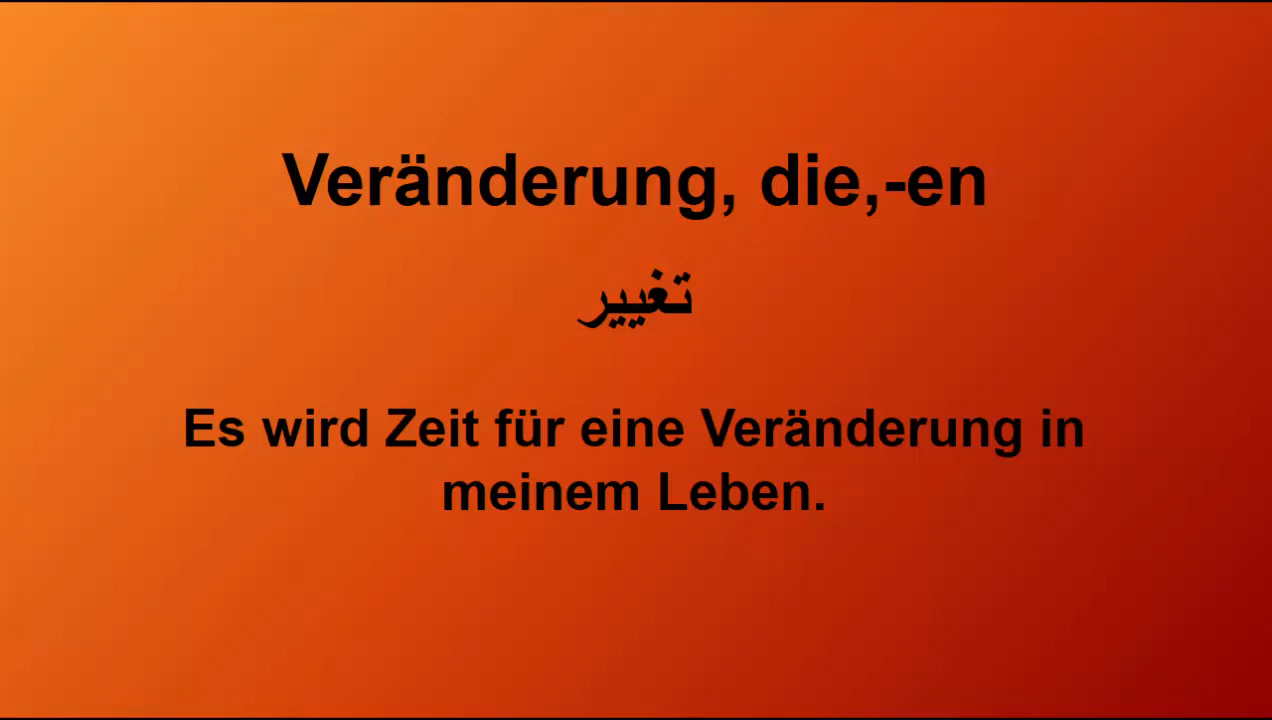 Veränderung, die,-en
تغيير
Es wird Zeit für eine Veränderung in
meinem Leben.